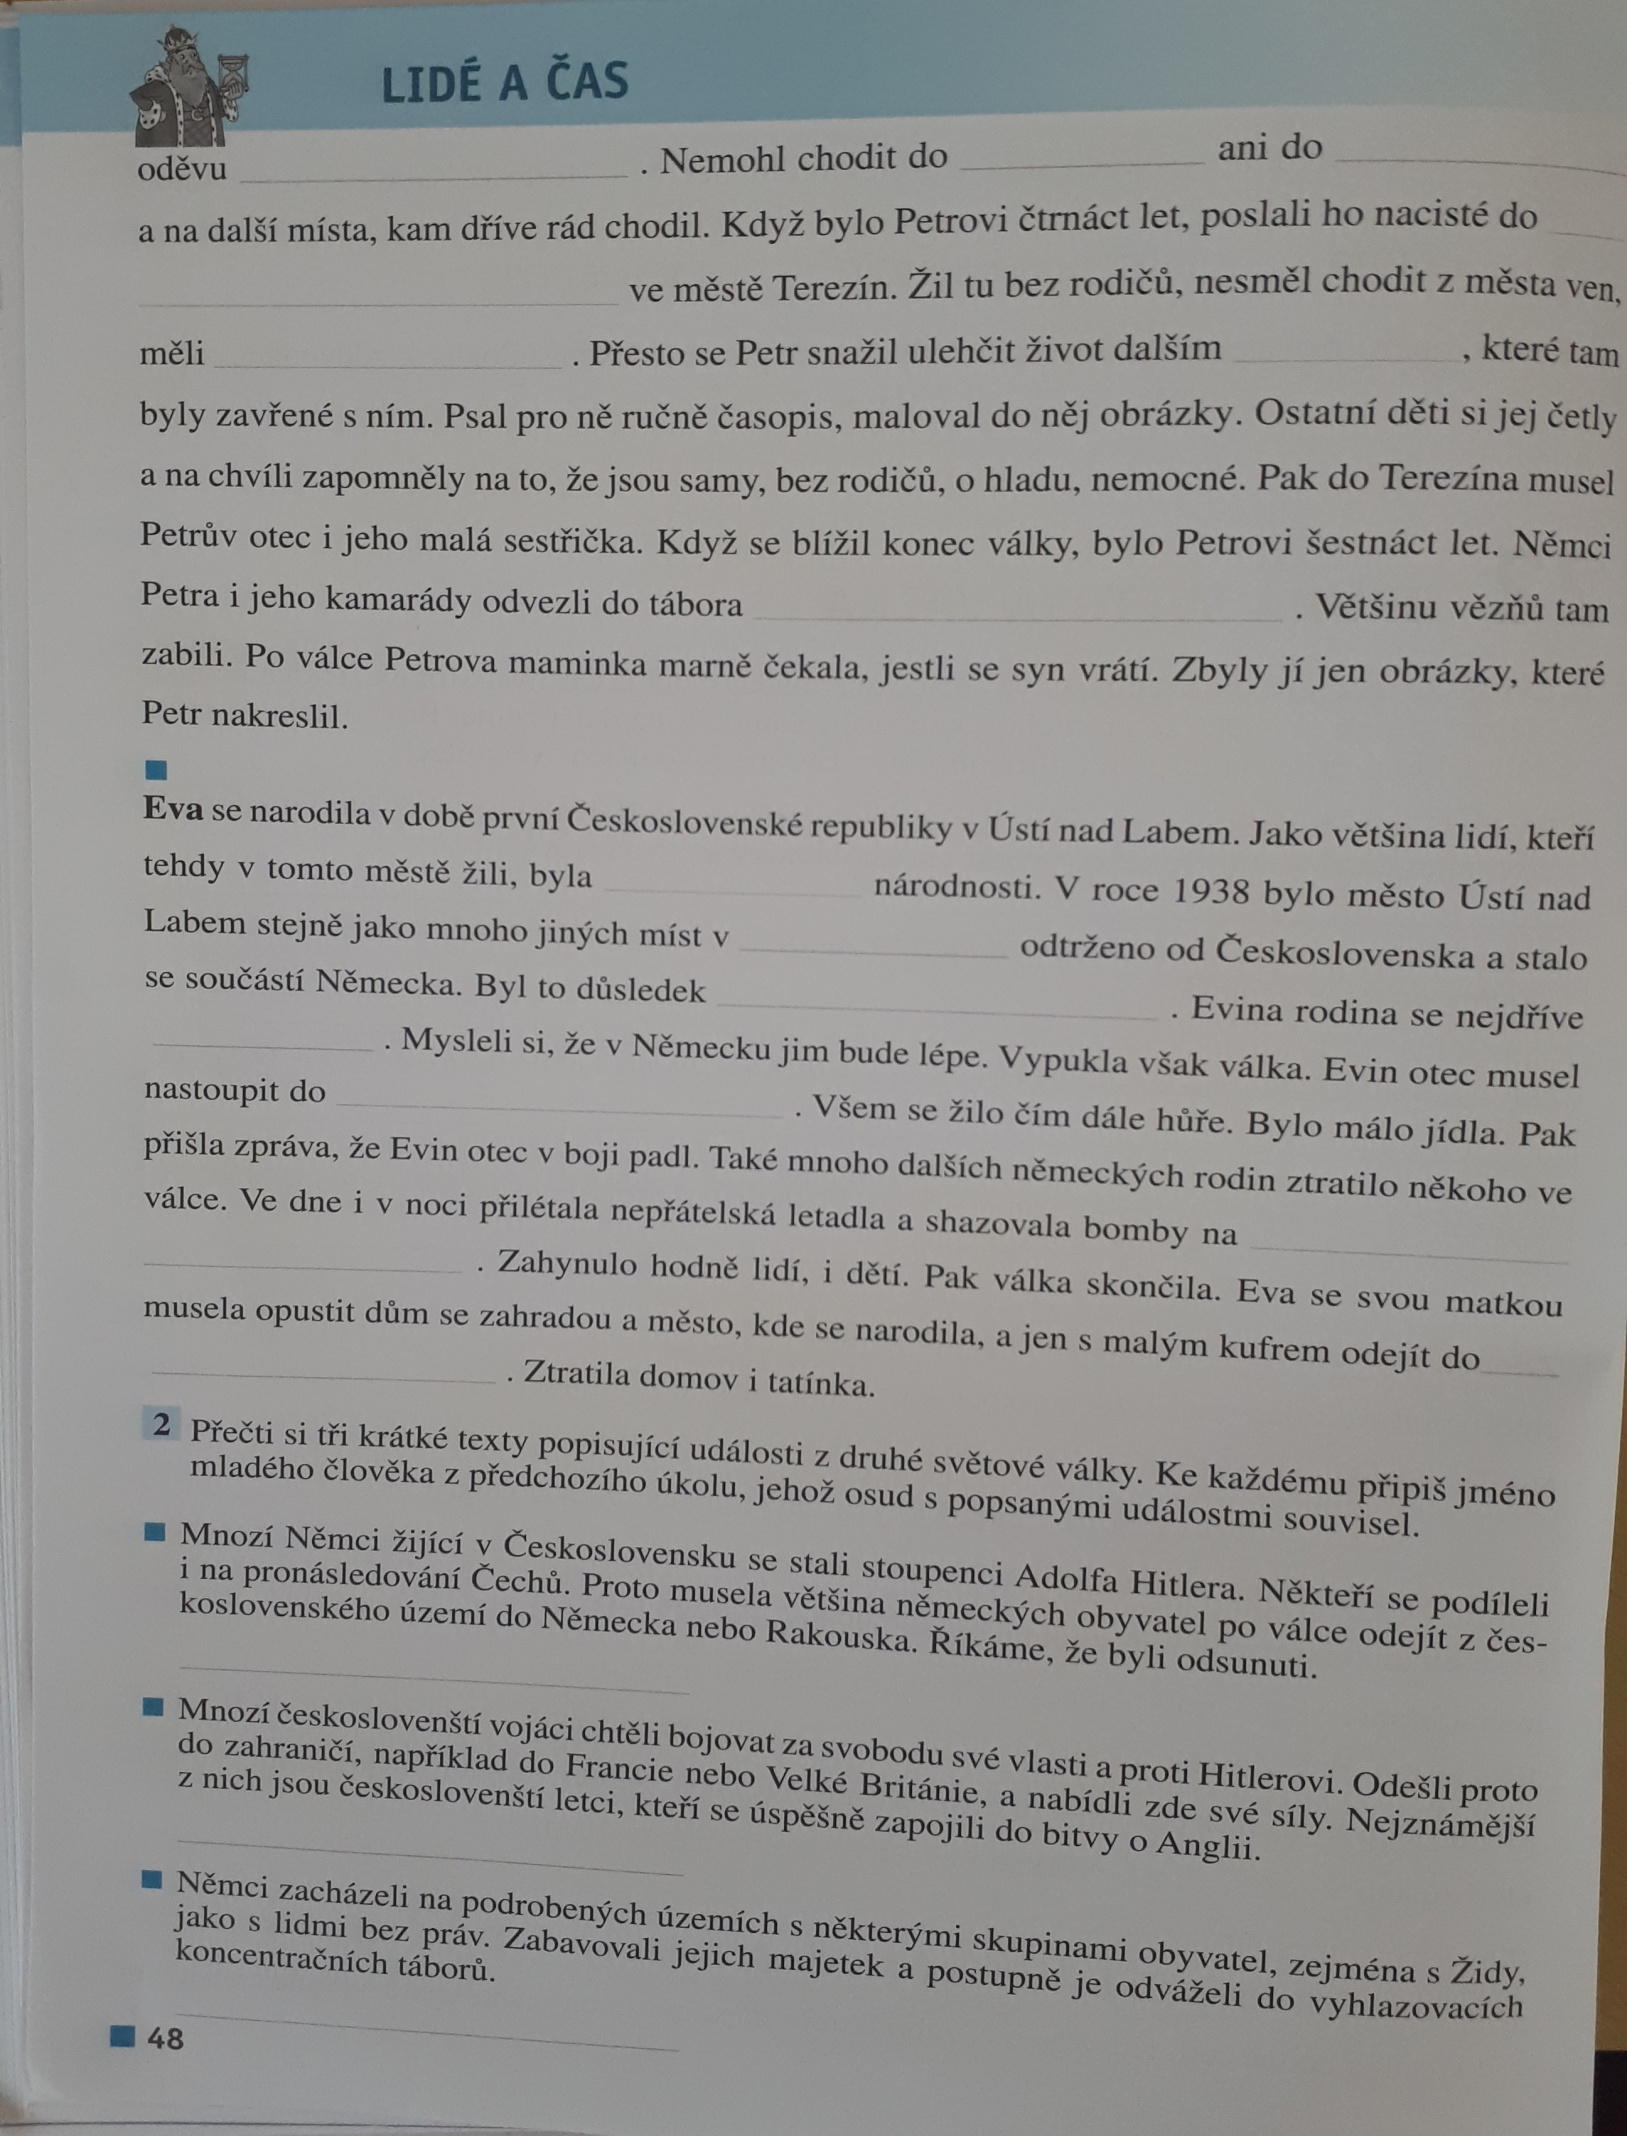 LIDÉ A ČAS
oděvu . Nemohl chodit do ani do
a na další místa, kam dříve rád chodil. Když bylo Petrovi čtrnáct let, poslali ho nacisté do
ve městě Terezín. Žil tu bez rodičů, nesměl chodit z města ven,
měli . Přesto se Petr snažil ulehčit život dalším , které tam
byly zavřené s ním. Psal pro ně ručně časopis, maloval do něj obrázky. Ostatní děti si jej četly
a na chvíli zapomněly na to, že jsou samy, bez rodičů, o hladu, nemocné. Pak do Terezína musel
Petrův otec i jeho malá sestřička. Když se blížil konec války, bylo Petrovi šestnáct let. Němci
Petra i jeho kamarády odvezli do tábora . Většinu vězňů tam
zabili. Po válce Petrova maminka marně čekala, jestli se syn vrátí. Zbyly jí jen obrázky, které
Petr nakreslil.
Eva se narodila v době první Československé republiky v Ústí nad Labem. Jako většina lidí, kteří
tehdy v tomto městě žili, byla národnosti. V roce 1938 bylo město Ústí nad
Labem stejně jako mnoho jiných míst v odtrženo od Československa a stalo
se součástí Německa. Byl to důsledek . Evina rodina se nejdříve
. Mysleli si, že v Německu jim bude lépe. Vypukla však válka. Evin otec musel
nastoupit do . Všem se žilo čím dále hůře. Bylo málo jídla. Pak
přišla zpráva, že Evin otec v boji padl. Také mnoho dalších německých rodin ztratilo někoho ve
válce. Ve dne i v noci přilétala nepřátelská letadla a shazovala bomby na
. Zahynulo hodně lidí, i dětí. Pak válka skončila. Eva se svou matkou
musela opustit dům se zahradou a město, kde se narodila, a jen s malým kufrem odejít do
. Ztratila domov i tatínka.
2 Přečti si tři krátké texty popisující události z druhé světové války. Ke každému připiš jméno
mladého člověka z předchozího úkolu, jehož osud s popsanými událostmi souvisel.
Mnozí Němci žijící v Československu se stali stoupenci Adolfa Hitlera. Někteří se podíleli
i na pronásledování Čechů. Proto musela většina německých obyvatel po válce odejít z čes-
koslovenského území do Německa nebo Rakouska. Říkáme, že byli odsunuti.
Mnozí českoslovenští vojáci chtěli bojovat za svobodu své vlasti a proti Hitlerovi. Odešli proto
do zahraničí, například do Francie nebo Velké Británie, a nabídli zde své síly. Nejznámější
z nich jsou českoslovenští letci, kteří se úspěšně zapojili do bitvy o Anglii.
Němci zacházeli na podrobených územích s některými skupinami obyvatel, zejména s Židy,
jako s lidmi bez práv. Zabavovali jejich majetek a postupně je odváželi do vyhlazovacích
koncentračních táborů.
48